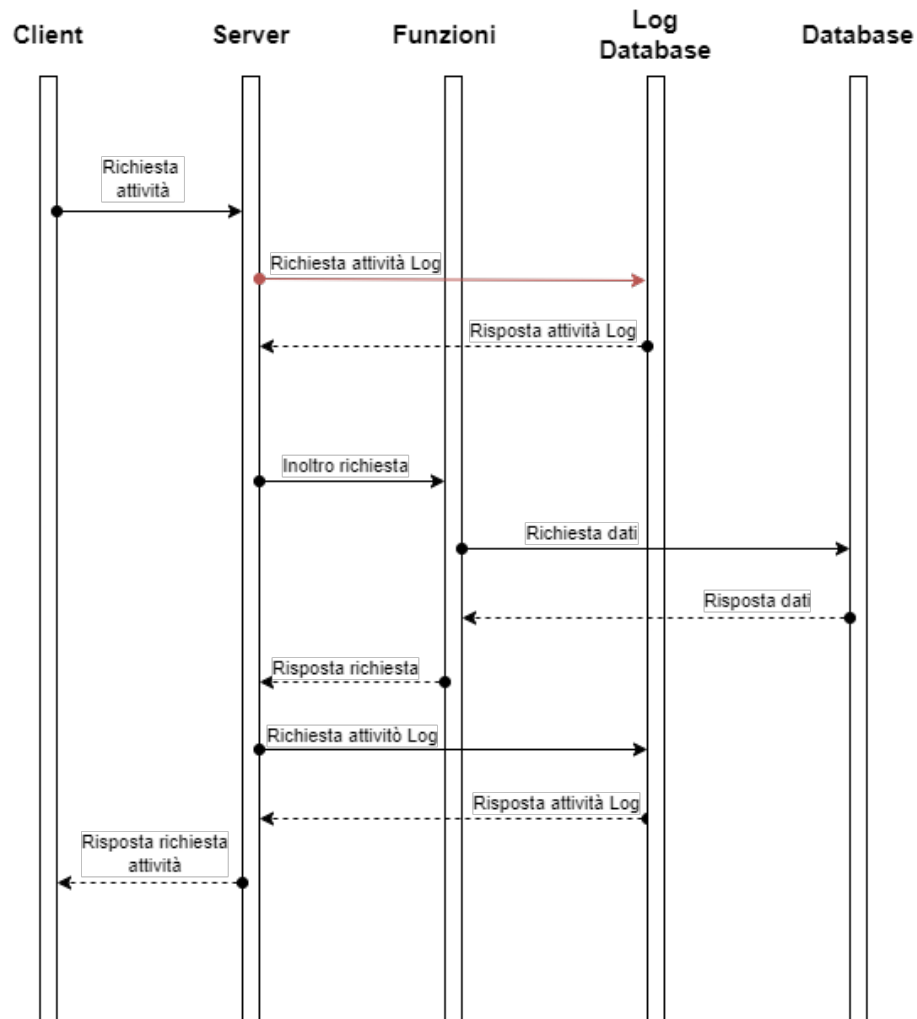 Client
Server
Funzioni
Log
Database
Database
Richiesta
attività
Richiesta attività Log
Risposta attività Log
Inoltro richiesta
Richiesta dati
Risposta dati
Risposta richiesta
Richiesta attivitò Log
Risposta attività Log
Risposta richiesta
attività